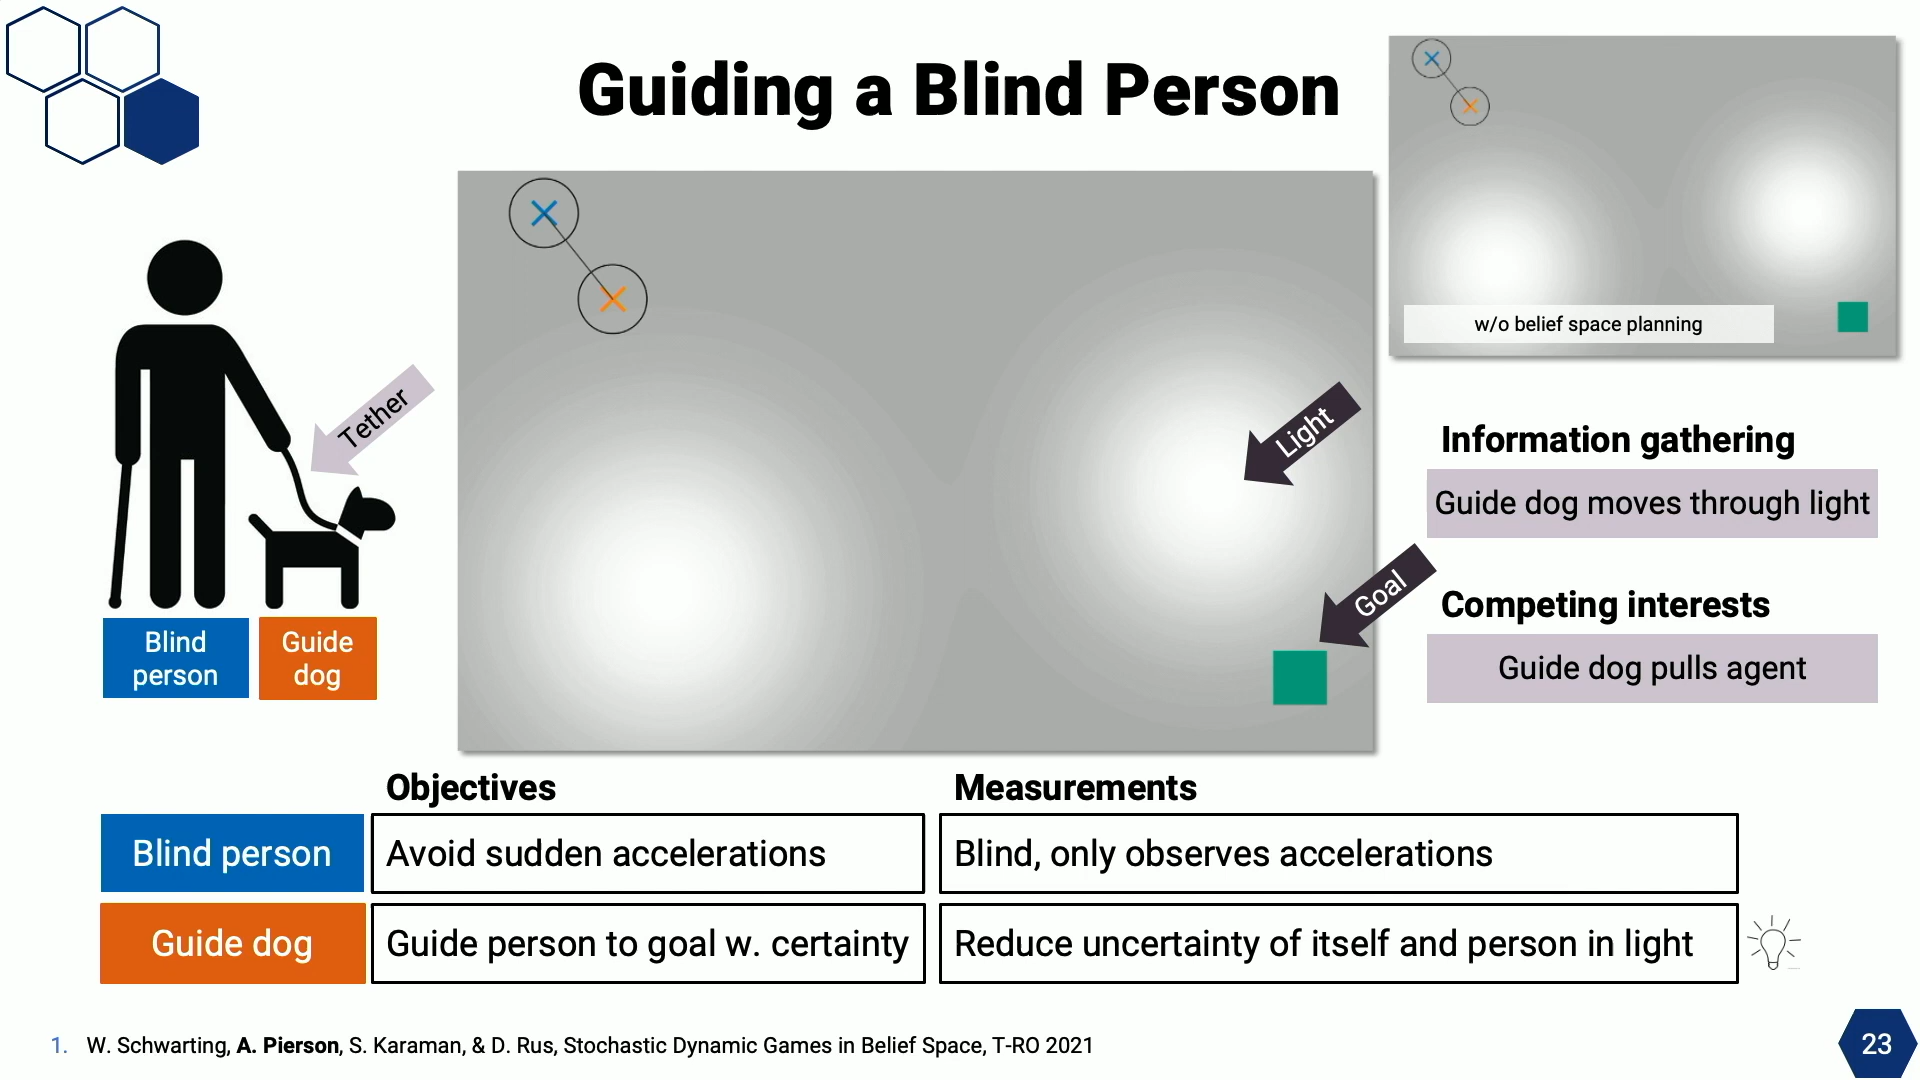 Guiding a Blind Person
w/o belief space planning
Tether
Light
Goal
Blind
person
Guide
dog
Information gathering
Guide dog moves through light
Competing interests
Guide dog pulls agent
Objectives
Measurements
Blind person
Avoid sudden accelerations
Blind, only observes accelerations
Guide dog
Guide person to goal w. certainty
Reduce uncertainty of itself and person in light
1. W. Schwarting, A. Pierson, S. Karaman, & D. Rus, Stochastic Dynamic Games in Belief Space, T-RO 2021
23